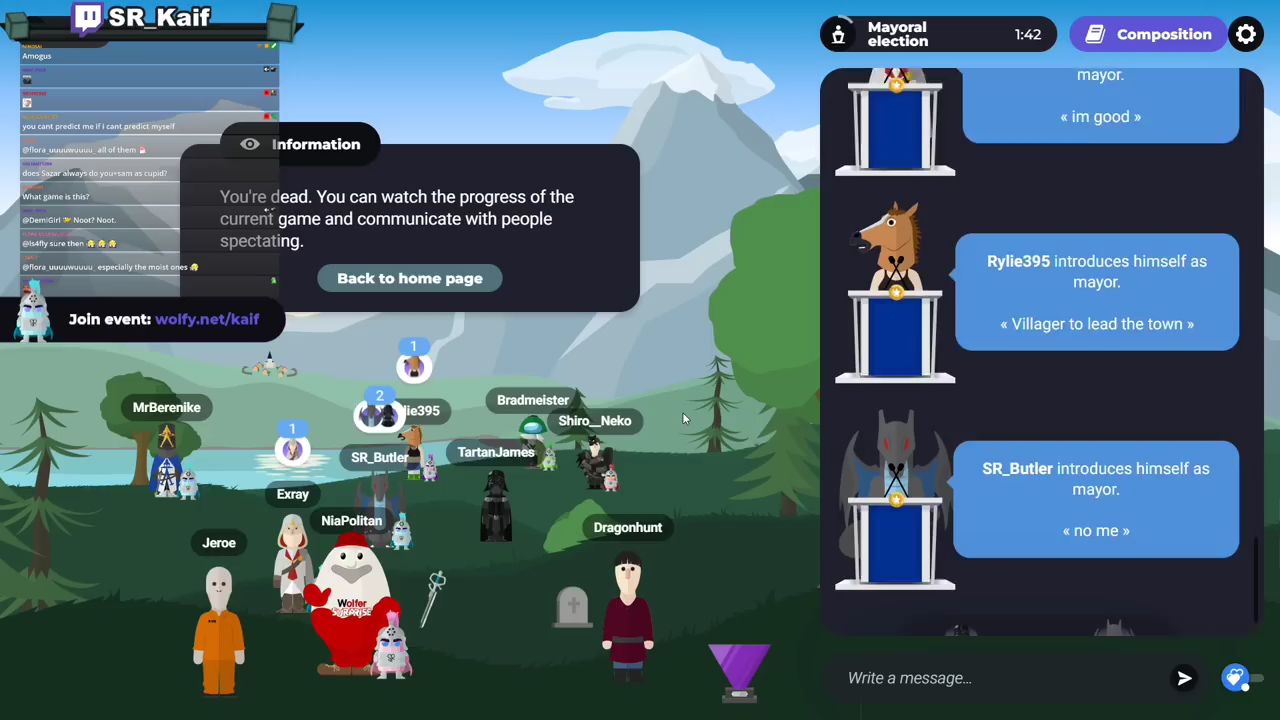 SR_Kaif
Amogus
you cant predict me if i cant predict myself
@flora_uuuuwuuuu_ all of them
does Sazar always do you+sam as cupid?
What game is this?
@DemiGirl Noot? Noot.
@ls4fly sure then
@flora_uuuuwuuuu_ especially the moist ones
Join event: wolfy.net/kaif
Information
You're dead. You can watch the progress of the
current game and communicate with people
spectating.
Back to home page
Mayoral
election
1:42
Composition
mayor.
« im good »
Rylie395 introduces himself as
mayor.
« Villager to lead the town »
SR_Butler introduces himself as
mayor.
« no me »
Write a message...
1
2
1
MrBerenike
lie395
Bradmeister
Shiro__Neko
SR_Butler
TartanJames
Exray
NiaPolitan
Dragonhunt
Jeroe
Wolfer
SURPRISE